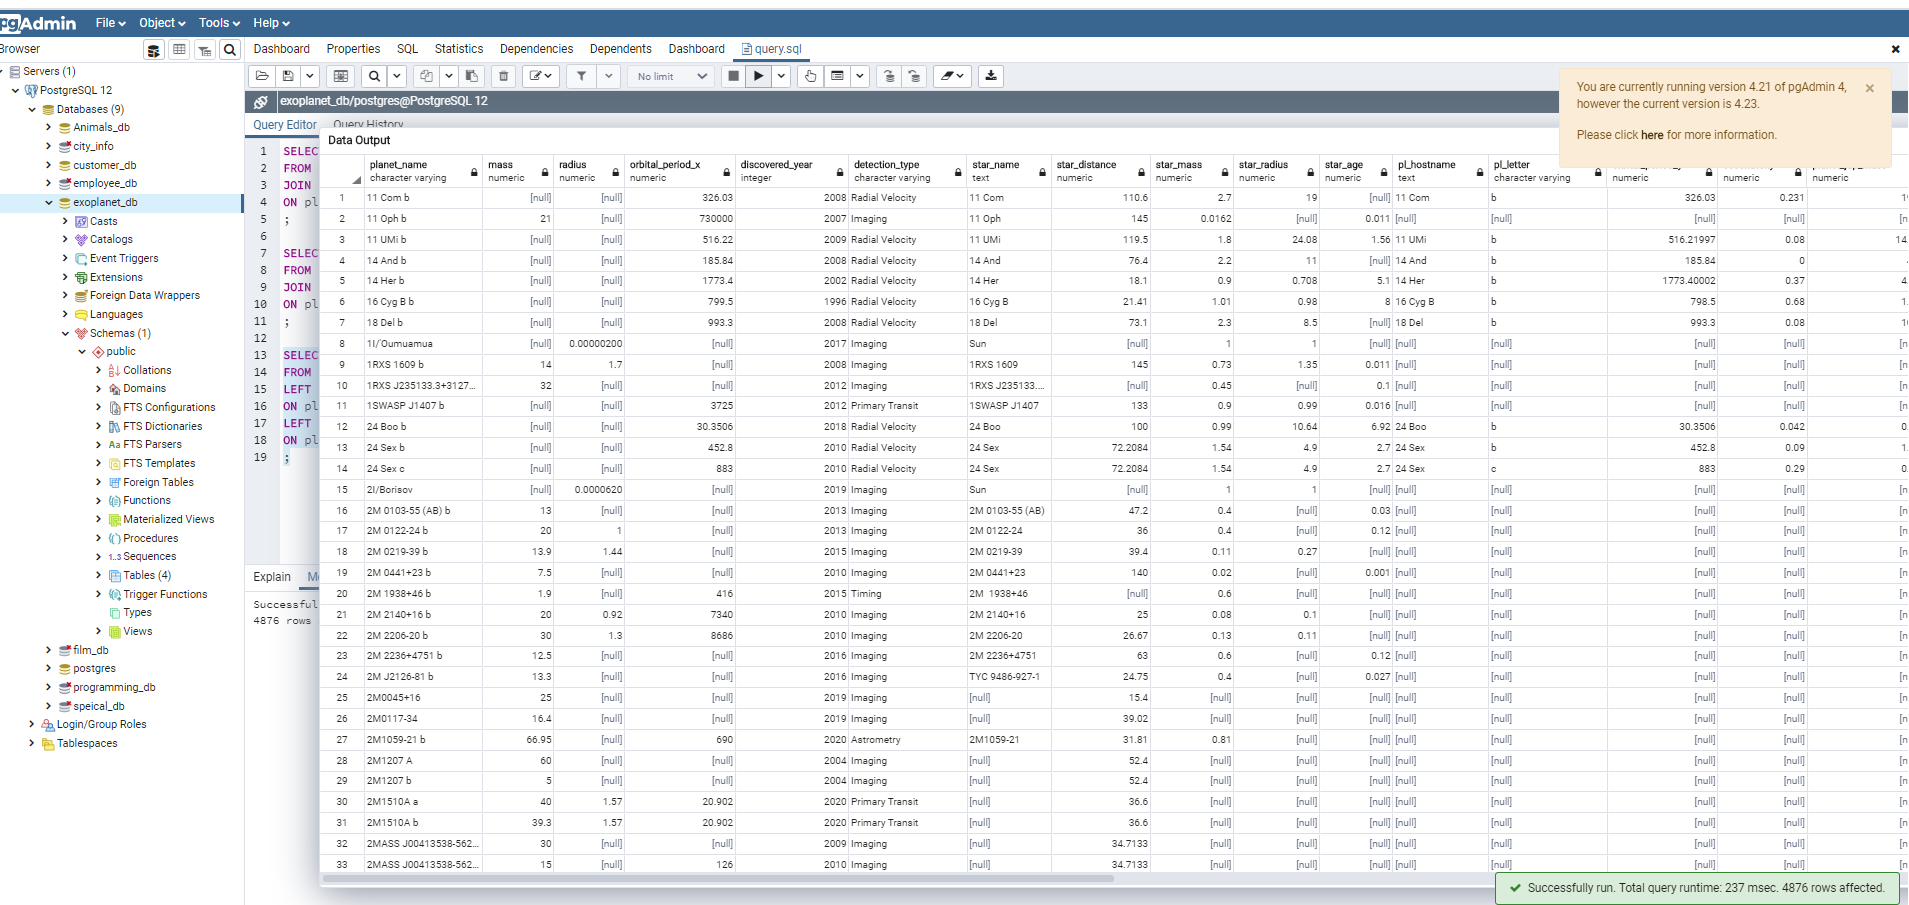 pgAdmin File Object Tools Help
Browser
Dashboard Properties SQL Statistics Dependencies Dependents Dashboard query.sql
Servers (1)
PostgreSQL 12
Databases (9)
Animals_db
city_info
customer_db
employee_db
exoplanet_db
Casts
Catalogs
Event Triggers
Extensions
Foreign Data Wrappers
Languages
Schemas (1)
public
Collations
Domains
FTS Configurations
FTS Dictionaries
Aa FTS Parsers
FTS Templates
Foreign Tables
Functions
Materialized Views
Procedures
1..3 Sequences
Tables (4)
Trigger Functions
Types
Views
film_db
postgres
programming_db
speical_db
Login/Group Roles
Tablespaces
No limit
exoplanet_db/postgres@PostgreSQL 12
Query Editor Query History
1 SELEC
2 FROM
3 JOIN
4 ON pl
5 ;
6
7 SELEC
8 FROM
9 JOIN
10 ON pl
11 ;
12
13 SELEC
14 FROM
15 LEFT
16 ON pl
17 LEFT
18 ON pl
19 ;
Explain
Successful
4876 rows
You are currently running version 4.21 of pgAdmin 4,
however the current version is 4.23.
Please click here for more information.
Data Output
planet_name mass radius orbital_period_x discovered_year detection_type star_name star_distance star_mass star_radius star_age pl_hostname pl_letter
character varying numeric numeric numeric integer character varying text numeric numeric numeric numeric text character varying numeric numeric numeric
1 11 Com b [null] [null] 326.03 2008 Radial Velocity 11 Com 110.6 2.7 19 [null] 11 Com b 326.03 0.231
2 11 Oph b 21 [null] 730000 2007 Imaging 11 Oph 145 0.0162 [null] 0.011 [null] [null] [null] [null]
3 11 UMi b [null] [null] 516.22 2009 Radial Velocity 11 UMi 119.5 1.8 24.08 1.56 11 UMi b 516.21997 0.08 14.
4 14 And b [null] [null] 185.84 2008 Radial Velocity 14 And 76.4 2.2 11 [null] 14 And b 185.84 0
5 14 Her b [null] [null] 1773.4 2002 Radial Velocity 14 Her 18.1 0.9 0.708 5.1 14 Her b 1773.40002 0.37 4.
6 16 Cyg B b [null] [null] 799.5 1996 Radial Velocity 16 Cyg B 21.41 1.01 0.98 8 16 Cyg B b 798.5 0.68 1.
7 18 Del b [null] [null] 993.3 2008 Radial Velocity 18 Del 73.1 2.3 8.5 [null] 18 Del b 993.3 0.08
8 1I/'Oumuamua [null] 0.00000200 [null] 2017 Imaging Sun [null] 1 1 [null] [null] [null] [null] [null] [n
9 1RXS 1609 b 14 1.7 [null] 2008 Imaging 1RXS 1609 145 0.73 1.35 0.011 [null] [null] [null] [null] [n
10 1RXS J235133.3+3127... 32 [null] [null] 2012 Imaging 1RXS J235133.... [null] 0.45 [null] 0.1 [null] [null] [null] [null] [n
11 1SWASP J1407 b [null] [null] 3725 2012 Primary Transit 1SWASP J1407 133 0.9 0.99 0.016 [null] [null] [null] [null] [n
12 24 Boo b [null] [null] 30.3506 2018 Radial Velocity 24 Boo 100 0.99 10.64 6.92 24 Boo b 30.3506 0.042 0.
13 24 Sex b [null] [null] 452.8 2010 Radial Velocity 24 Sex 72.2084 1.54 4.9 2.7 24 Sex b 452.8 0.09 1.
14 24 Sex c [null] [null] 883 2010 Radial Velocity 24 Sex 72.2084 1.54 4.9 2.7 24 Sex c 883 0.29 0.
15 2I/Borisov [null] 0.0000620 [null] 2019 Imaging Sun [null] 1 1 [null] [null] [null] [null] [null] [n
16 2M 0103-55 (AB) b 13 [null] [null] 2013 Imaging 2M 0103-55 (AB) 47.2 0.4 [null] 0.03 [null] [null] [null] [null] [n
17 2M 0122-24 b 20 1 [null] 2013 Imaging 2M 0122-24 36 0.4 [null] 0.12 [null] [null] [null] [null] [n
18 2M 0219-39 b 13.9 1.44 [null] 2015 Imaging 2M 0219-39 39.4 0.11 0.27 [null] [null] [null] [null] [null] [n
19 2M 0441+23 b 7.5 [null] [null] 2010 Imaging 2M 0441+23 140 0.02 [null] 0.001 [null] [null] [null] [null] [n
20 2M 1938+46 b 1.9 [null] 416 2015 Timing 2M 1938+46 [null] 0.6 [null] [null] [null] [null] [null] [null] [n
21 2M 2140+16 b 20 0.92 7340 2010 Imaging 2M 2140+16 25 0.08 0.1 [null] [null] [null] [null] [null] [n
22 2M 2206-20 b 30 1.3 8686 2010 Imaging 2M 2206-20 26.67 0.13 0.11 [null] [null] [null] [null] [null] [n
23 2M 2236+4751 b 12.5 [null] [null] 2016 Imaging 2M 2236+4751 63 0.6 [null] 0.12 [null] [null] [null] [null] [n
24 2M J2126-81 b 13.3 [null] [null] 2016 Imaging TYC 9486-927-1 24.75 0.4 [null] 0.027 [null] [null] [null] [null] [n
25 2M0045+16 25 [null] [null] 2019 Imaging [null] 15.4 [null] [null] [null] [null] [null] [null] [null] [n
26 2M0117-34 16.4 [null] [null] 2019 Imaging [null] 39.02 [null] [null] [null] [null] [null] [null] [null] [n
27 2M1059-21 b 66.95 [null] 690 2020 Astrometry 2M1059-21 31.81 0.81 [null] [null] [null] [null] [null] [null] [n
28 2M1207 A 60 [null] [null] 2004 Imaging [null] 52.4 [null] [null] [null] [null] [null] [null] [null] [n
29 2M1207 b 5 [null] [null] 2004 Imaging [null] 52.4 [null] [null] [null] [null] [null] [null] [null] [n
30 2M1510A a 40 1.57 20.902 2020 Primary Transit [null] 36.6 [null] [null] [null] [null] [null] [null] [null] [n
31 2M1510A b 39.3 1.57 20.902 2020 Primary Transit [null] 36.6 [null] [null] [null] [null] [null] [null] [null] [n
32 2MASS J00413538-562... 30 [null] [null] 2009 Imaging [null] 34.7133 [null] [null] [null] [null] [null] [null] [null] [n
33 2MASS J00413538-562... 15 [null] 126 2010 Imaging [null] 34.7133 [null] [null] [null] [null] [null] [null] [null] [n
Successfully run. Total query runtime: 237 msec. 4876 rows affected.